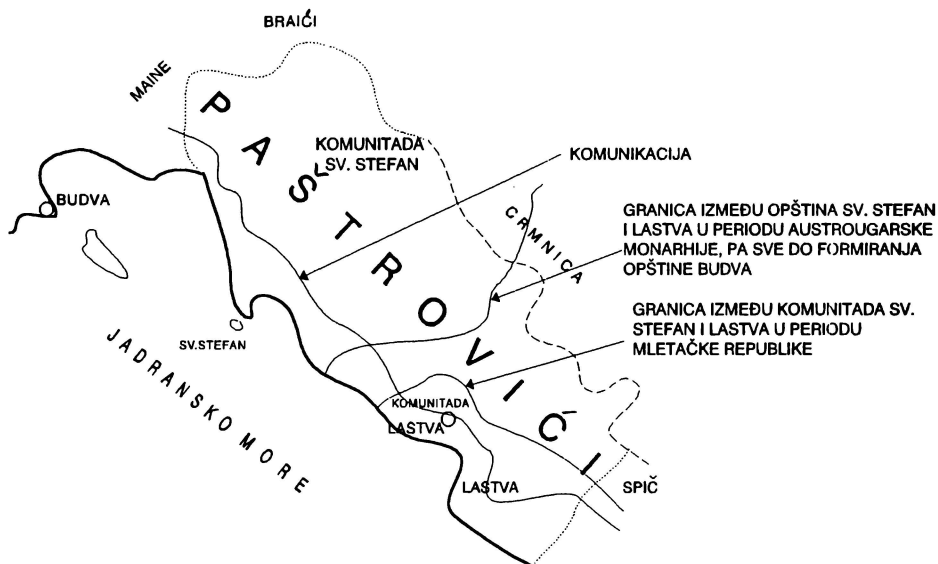 BRAIĆI
MAINE
PAŠTROVIĆI
KOMUNITADA
SV. STEFAN
KOMUNIKACIJA
BUDVA
CRMNICA
GRANICA IZMEĐU OPŠTINA SV. STEFAN
I LASTVA U PERIODU AUSTROUGARSKE
MONARHIJE, PA SVE DO FORMIRANJA
OPŠTINE BUDVA
GRANICA IZMEĐU KOMUNITADA SV.
STEFAN I LASTVA U PERIODU
MLETAČKE REPUBLIKE
SV.STEFAN
JADRANSKO MORE
KOMUNITADA
LAŠTVA
LASTVA
SPIČ